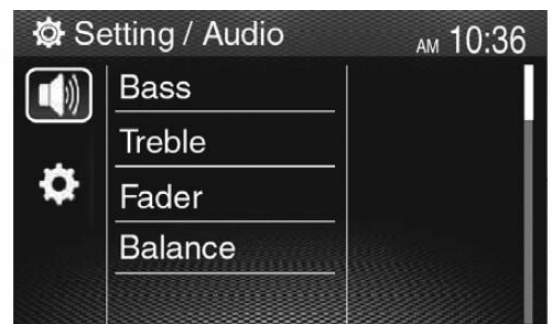 Setting / Audio
AM 10:36
Bass
Treble
Fader
Balance